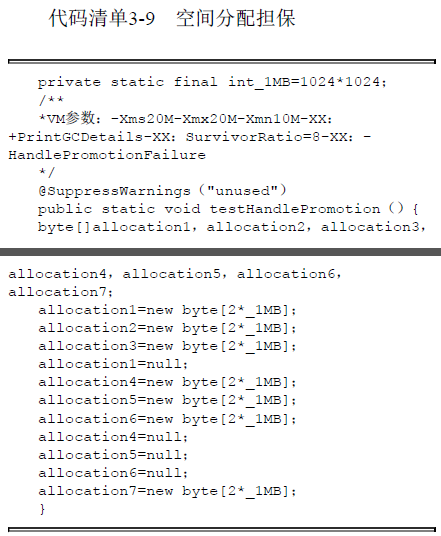 代码清单3-9 空间分配担保
private static final int_1MB=1024*1024;
/**
*VM参数：-Xms20M-Xmx20M-Xmn10M-XX：
+PrintGCDetails-XX：SurvivorRatio=8-XX：-
HandlePromotionFailure
*/
@SuppressWarnings（"unused"）
public static void testHandlePromotion（）{
byte[]allocation1，allocation2，allocation3，
allocation4，allocation5，allocation6，
allocation7；
allocation1=new byte[2*_1MB]；
allocation2=new byte[2*_1MB]；
allocation3=new byte[2*_1MB]；
allocation1=null；
allocation4=new byte[2*_1MB]；
allocation5=new byte[2*_1MB]；
allocation6=new byte[2*_1MB]；
allocation4=null；
allocation5=null；
allocation6=null；
allocation7=new byte[2*_1MB]；
}